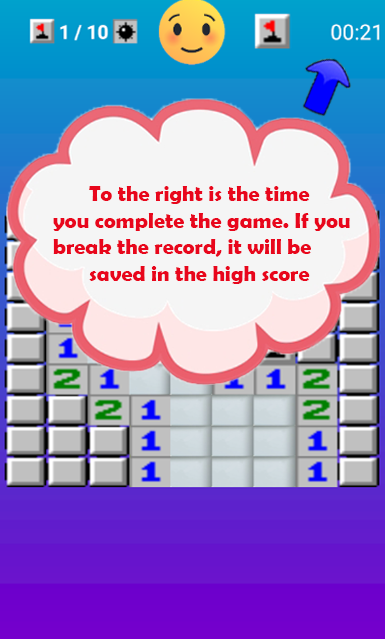 1 / 10
00:21
To the right is the time
you complete the game. If you
break the record, it will be
saved in the high score
1
2 1 1 1 2
2 1 2
1 1
1 1